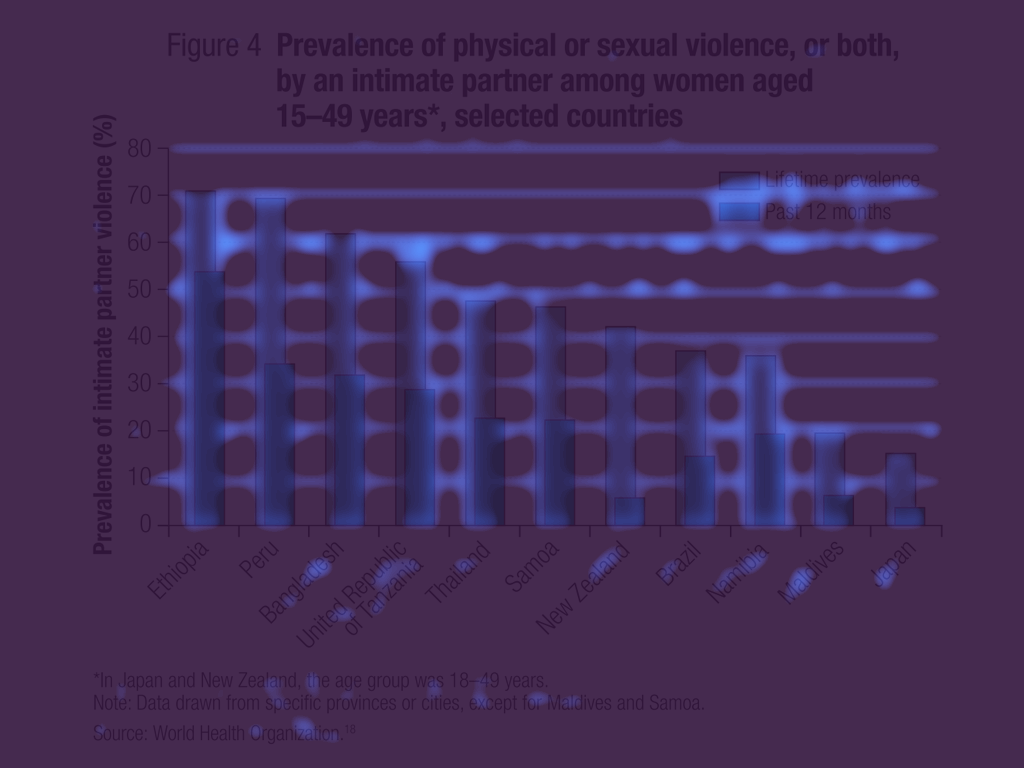 Figure 4 Prevalence of physical or sexual violence, or both,
by an intimate partner among women aged
15–49 years*, selected countries
Prevalence of intimate partner violence (%)
80
70
60
50
40
30
20
10
0
Lifetime prevalence
Past 12 months
Ethiopia
Peru
Bangladesh
United Republic
of Tanzania
Thailand
Samoa
New Zealand
Brazil
Namibia
Maldives
Japan
*In Japan and New Zealand, the age group was 18–49 years.
Note: Data drawn from specific provinces or cities, except for Maldives and Samoa.
Source: World Health Organization.¹⁸